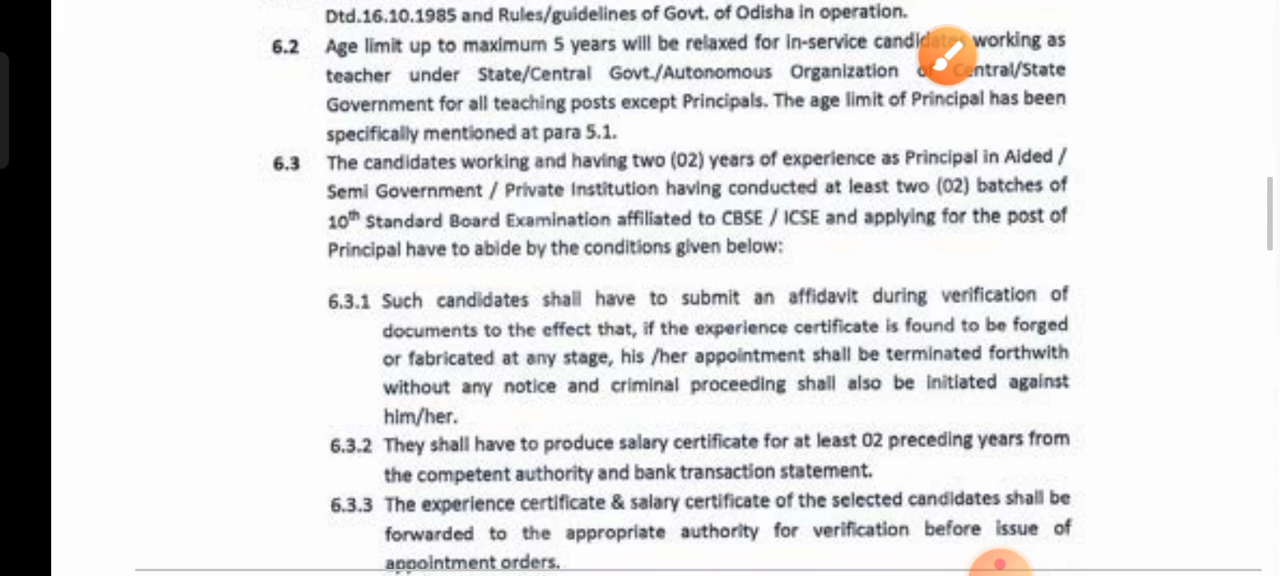 Dtd.16.10.1985 and Rules/guidelines of Govt. of Odisha in operation.
6.2 Age limit up to maximum 5 years will be relaxed for in-service candidates working as
teacher under State/Central Govt./Autonomous Organization of Central/State
Government for all teaching posts except Principals. The age limit of Principal has been
specifically mentioned at para 5.1.
6.3 The candidates working and having two (02) years of experience as Principal in Aided /
Semi Government / Private Institution having conducted at least two (02) batches of
10th Standard Board Examination affiliated to CBSE / ICSE and applying for the post of
Principal have to abide by the conditions given below:
6.3.1 Such candidates shall have to submit an affidavit during verification of
documents to the effect that, if the experience certificate is found to be forged
or fabricated at any stage, his /her appointment shall be terminated forthwith
without any notice and criminal proceeding shall also be initiated against
him/her.
6.3.2 They shall have to produce salary certificate for at least 02 preceding years from
the competent authority and bank transaction statement.
6.3.3 The experience certificate & salary certificate of the selected candidates shall be
forwarded to the appropriate authority for verification before issue of
appointment orders.